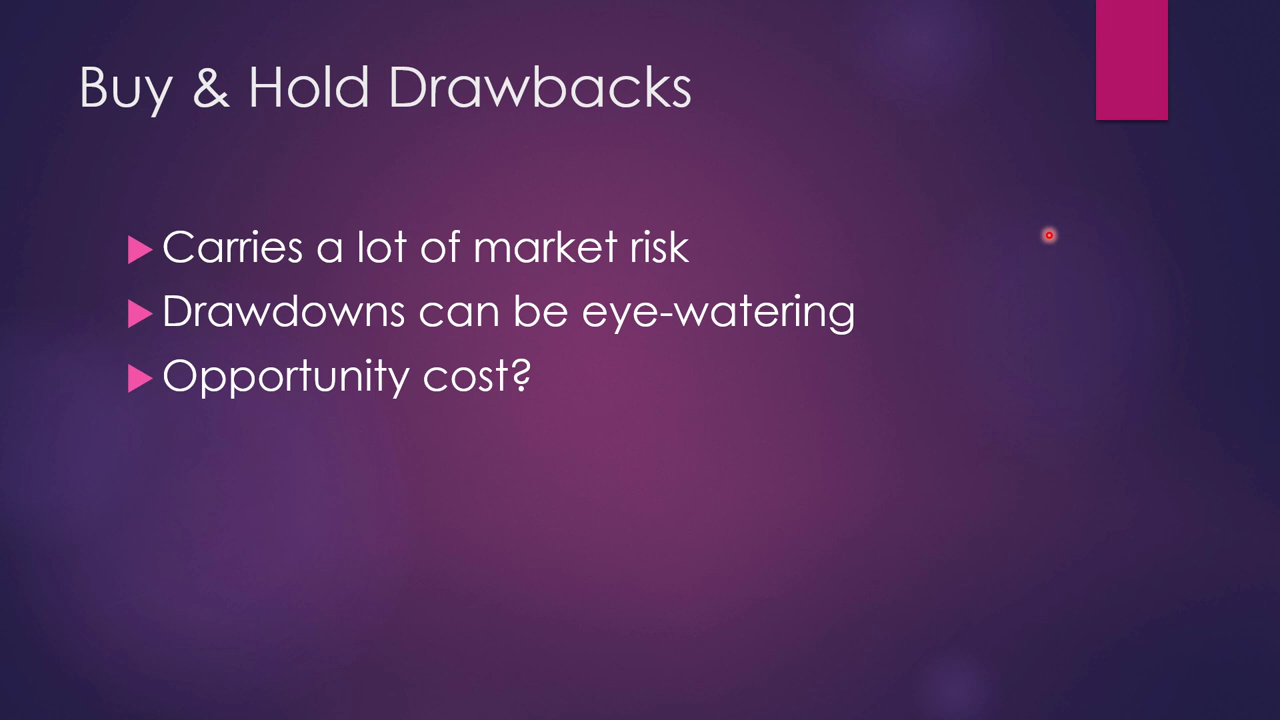 Buy & Hold Drawbacks
Carries a lot of market risk
Drawdowns can be eye-watering
Opportunity cost?